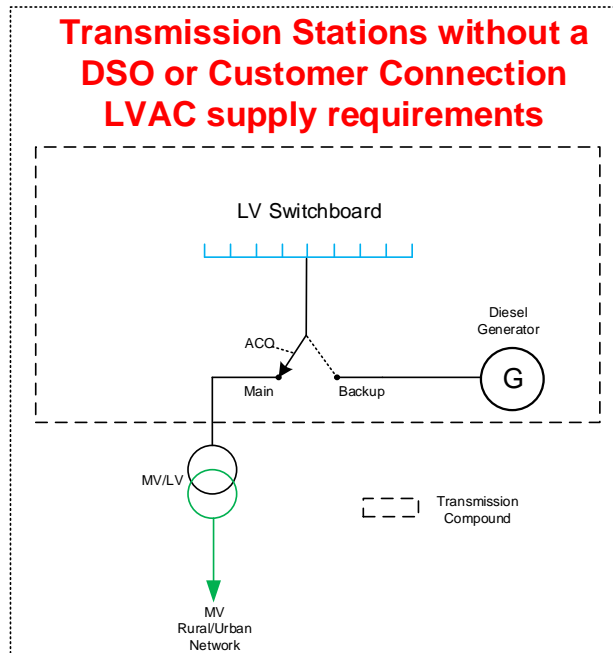 Transmission Stations without a
DSO or Customer Connection
LVAC supply requirements
LV Switchboard
Diesel
Generator
ACO
G
Main
Backup
MV/LV
Transmission
Compound
MV
Rural/Urban
Network